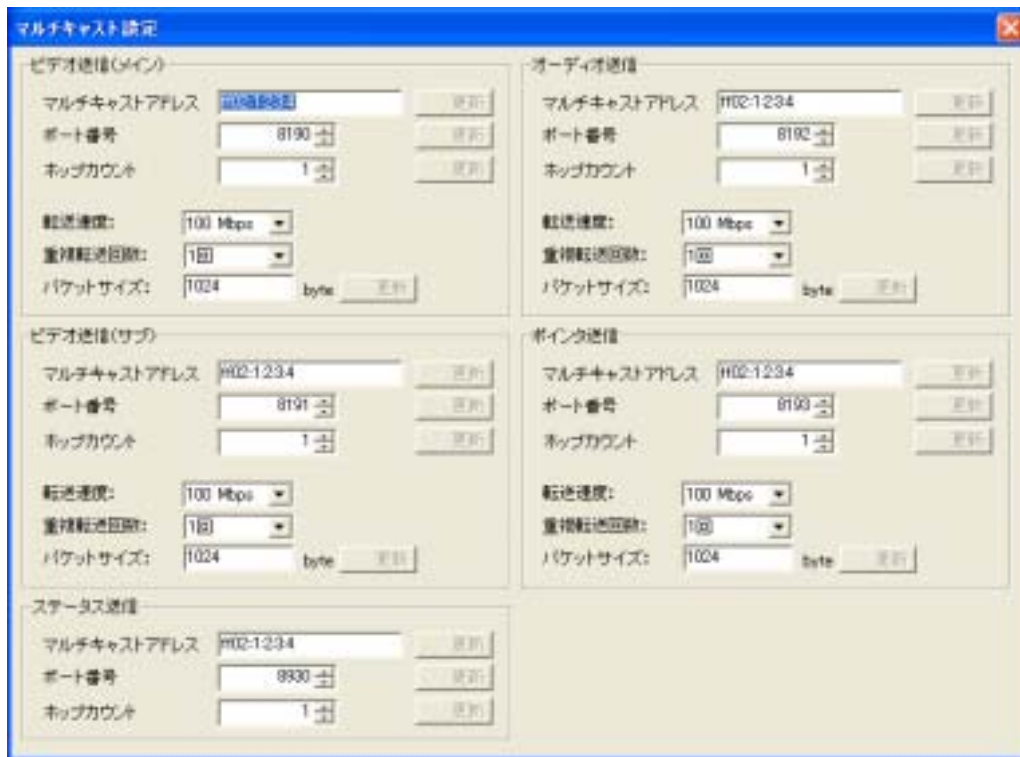 マルチキャスト設定
ビデオ送信(メイン)
マルチキャストアドレス 更新
ポート番号 8190 更新
ホップカウント 1 更新
転送速度: 100 Mbps
重複転送回数: 1回
パケットサイズ: 1024 byte 更新
オーディオ送信
マルチキャストアドレス ff02:1:2:3:4 更新
ポート番号 8192 更新
ホップカウント 1 更新
転送速度: 100 Mbps
重複転送回数: 1回
パケットサイズ: 1024 byte 更新
ビデオ送信(サブ)
マルチキャストアドレス ff02:1:2:3:4 更新
ポート番号 8191 更新
ホップカウント 1 更新
転送速度: 100 Mbps
重複転送回数: 1回
パケットサイズ: 1024 byte 更新
ポインタ送信
マルチキャストアドレス ff02:1:2:3:4 更新
ポート番号 8193 更新
ホップカウント 1 更新
転送速度: 100 Mbps
重複転送回数: 1回
パケットサイズ: 1024 byte 更新
ステータス送信
マルチキャストアドレス ff02:1:2:3:4 更新
ポート番号 8930 更新
ホップカウント 1 更新